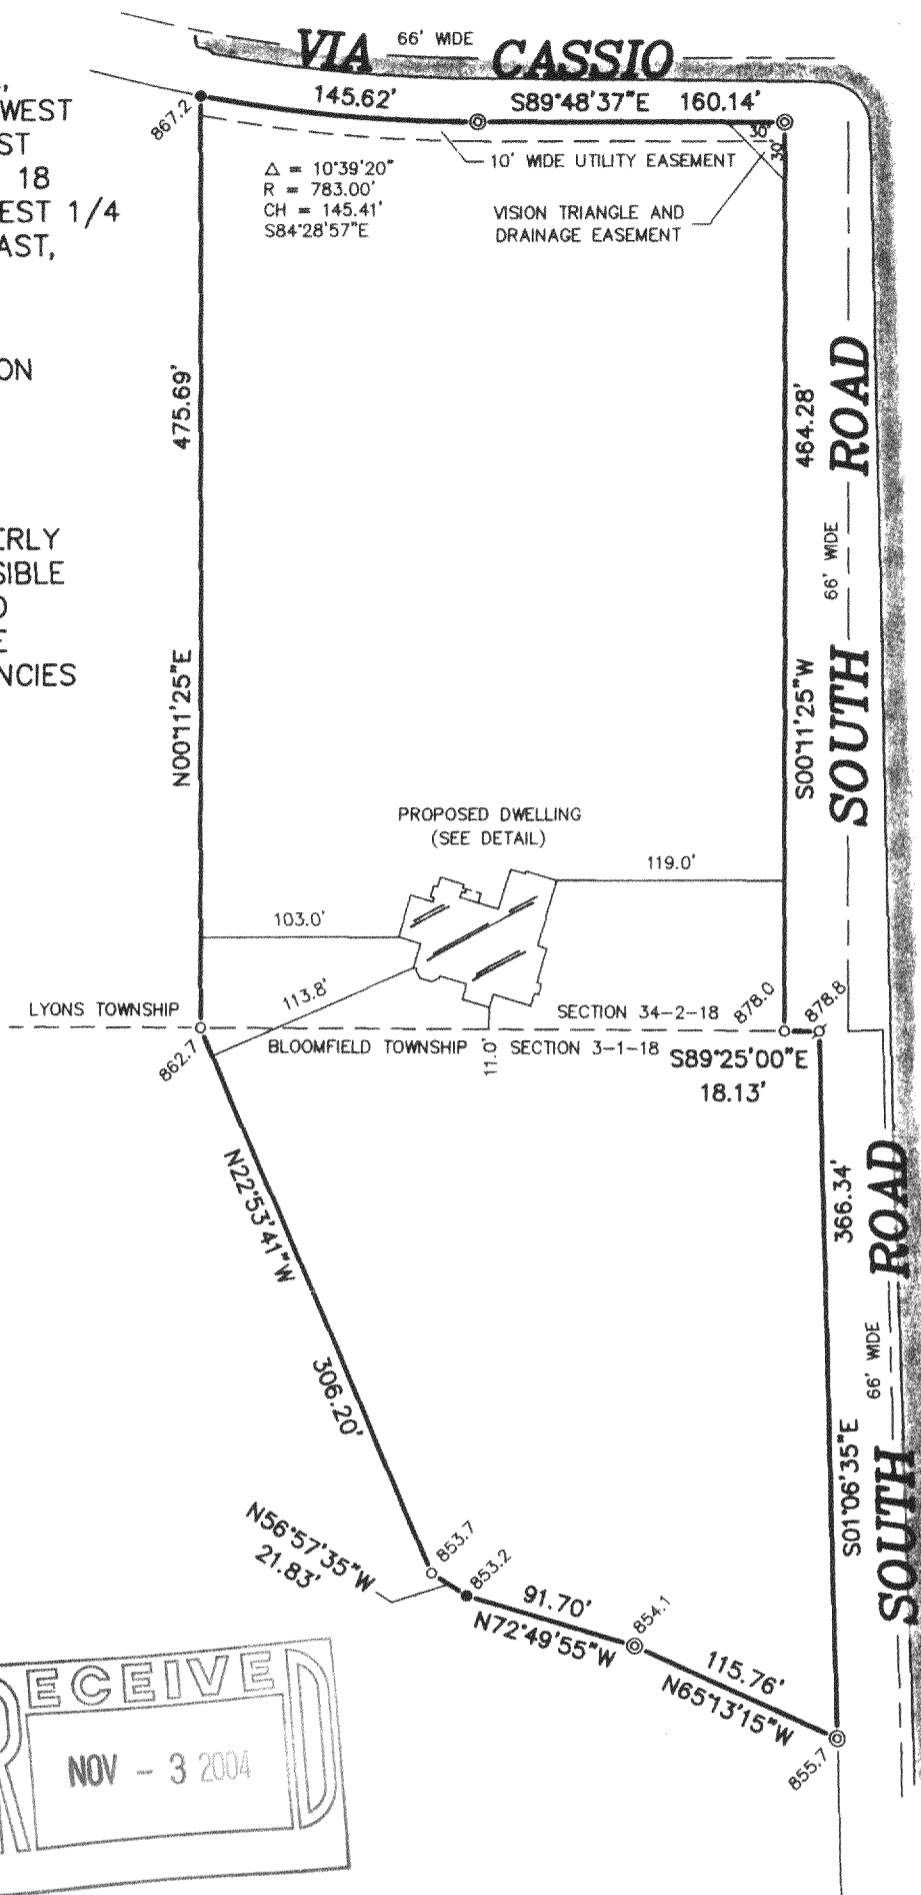 VIA CASSIO
66' WIDE
,
WEST
ST
18
EST 1/4
AST,
ON
ERLY
SIBLE
O
E
NCIES
867.2
145.62'
S89°48'37"E 160.14'
30'
30'
10' WIDE UTILITY EASEMENT
Δ = 10°39'20"
R = 783.00'
CH = 145.41'
S84°28'57"E
VISION TRIANGLE AND
DRAINAGE EASEMENT
475.69'
N00°11'25"E
464.28'
S00°11'25"W
SOUTH ROAD
66' WIDE
PROPOSED DWELLING
(SEE DETAIL)
119.0'
103.0'
113.8'
LYONS TOWNSHIP
SECTION 34-2-18
878.0
878.8
862.7
BLOOMFIELD TOWNSHIP
11.0'
SECTION 3-1-18
S89°25'00"E
18.13'
N22°53'41"W
306.20'
366.34'
S01°06'35"E
SOUTH ROAD
66' WIDE
N56°57'35"W
21.83'
853.7
853.2
91.70'
N72°49'55"W
854.1
115.76'
N65°13'15"W
855.7
RECEIVED
NOV - 3 2004